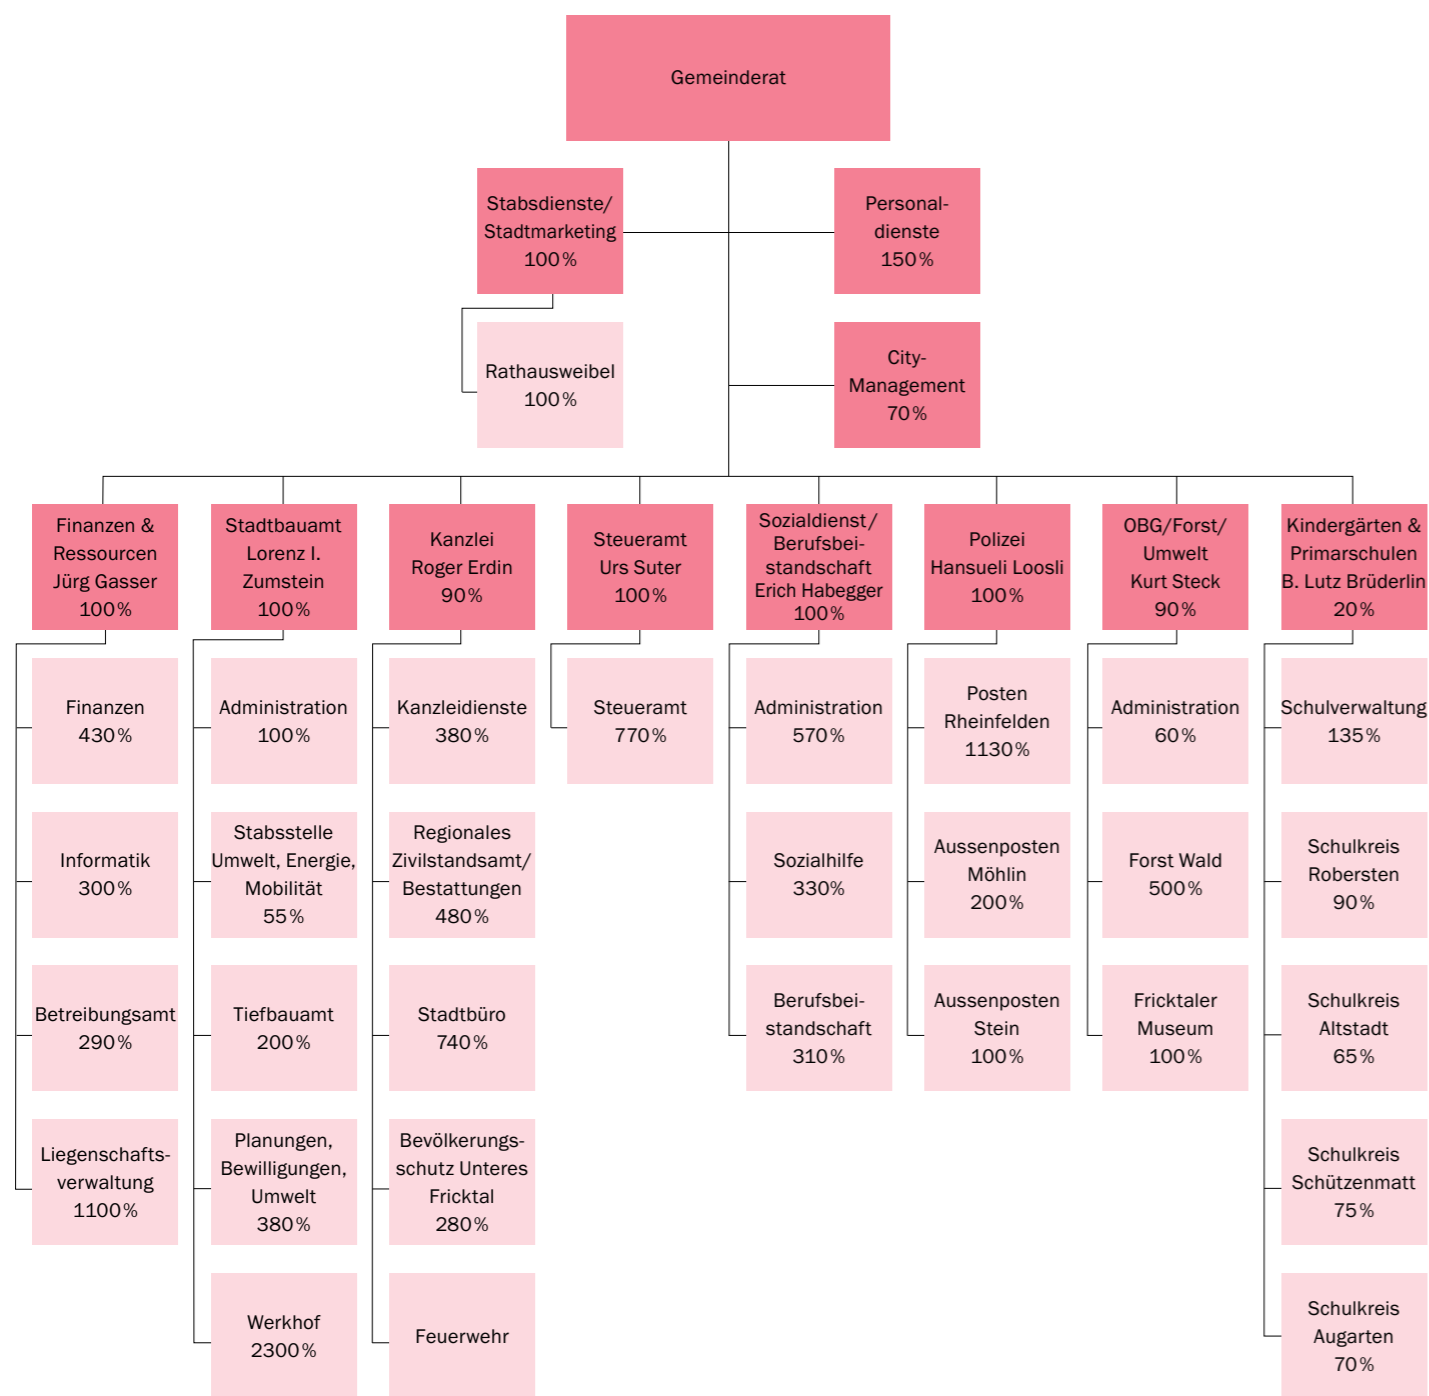 Gemeinderat
Stabsdienste/
Stadtmarketing
100%
Personal-
dienste
150%
Rathausweibel
100%
City-
Management
70%
Finanzen &
Ressourcen
Jürg Gasser
100%
Finanzen
430%
Informatik
300%
Betreibungsamt
290%
Liegenschafts-
verwaltung
1100%
Stadtbauamt
Lorenz I.
Zumstein
100%
Administration
100%
Stabsstelle
Umwelt, Energie,
Mobilität
55%
Tiefbauamt
200%
Planungen,
Bewilligungen,
Umwelt
380%
Werkhof
2300%
Kanzlei
Roger Erdin
90%
Kanzleidienste
380%
Regionales
Zivilstandsamt/
Bestattungen
480%
Stadtbüro
740%
Bevölkerungs-
schutz Unteres
Fricktal
280%
Feuerwehr
Steueramt
Urs Suter
100%
Steueramt
770%
Sozialdienst/
Berufsbei-
standschaft
Erich Habegger
100%
Administration
570%
Sozialhilfe
330%
Berufsbei-
standschaft
310%
Polizei
Hansueli Loosli
100%
Posten
Rheinfelden
1130%
Aussenposten
Möhlin
200%
Aussenposten
Stein
100%
OBG/Forst/
Umwelt
Kurt Steck
90%
Administration
60%
Forst Wald
500%
Fricktaler
Museum
100%
Kindergärten &
Primarschulen
B. Lutz Brüderlin
20%
Schulverwaltung
135%
Schulkreis
Robersten
90%
Schulkreis
Altstadt
65%
Schulkreis
Schützenmatt
75%
Schulkreis
Augarten
70%